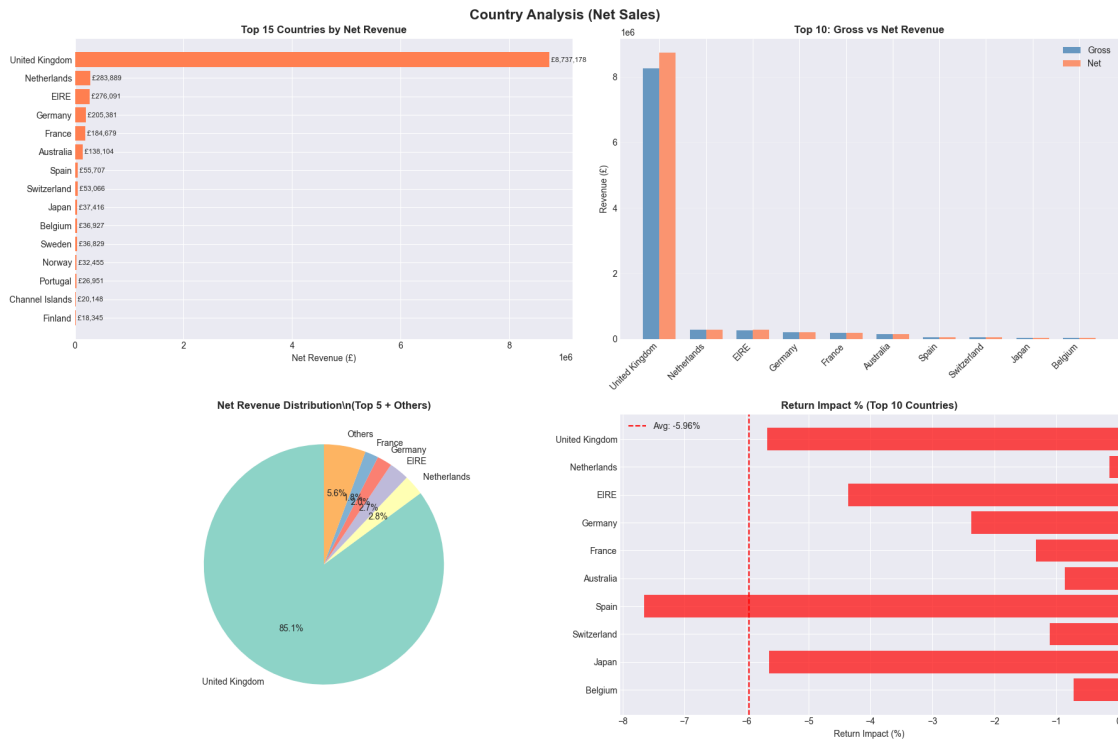 Country Analysis (Net Sales)
Top 15 Countries by Net Revenue
United Kingdom
Netherlands
EIRE
Germany
France
Australia
Spain
Switzerland
Japan
Belgium
Sweden
Norway
Portugal
Channel Islands
Finland
£8,737,178
£283,889
£276,091
£205,381
£184,679
£138,104
£55,707
£53,066
£37,416
£36,927
£36,829
£32,455
£26,951
£20,148
£18,345
0
2
4
6
8
1e6
Net Revenue (£)
Top 10: Gross vs Net Revenue
1e6
Gross
Net
Revenue (£)
8
6
4
2
0
United Kingdom
Netherlands
EIRE
Germany
France
Australia
Spain
Switzerland
Japan
Belgium
Net Revenue Distribution\n(Top 5 + Others)
Others
France
Germany
EIRE
Netherlands
United Kingdom
5.6%
1.8%
2.0%
2.7%
2.8%
85.1%
Return Impact % (Top 10 Countries)
Avg: -5.96%
United Kingdom
Netherlands
EIRE
Germany
France
Australia
Spain
Switzerland
Japan
Belgium
−8
−7
−6
−5
−4
−3
−2
−1
0
Return Impact (%)